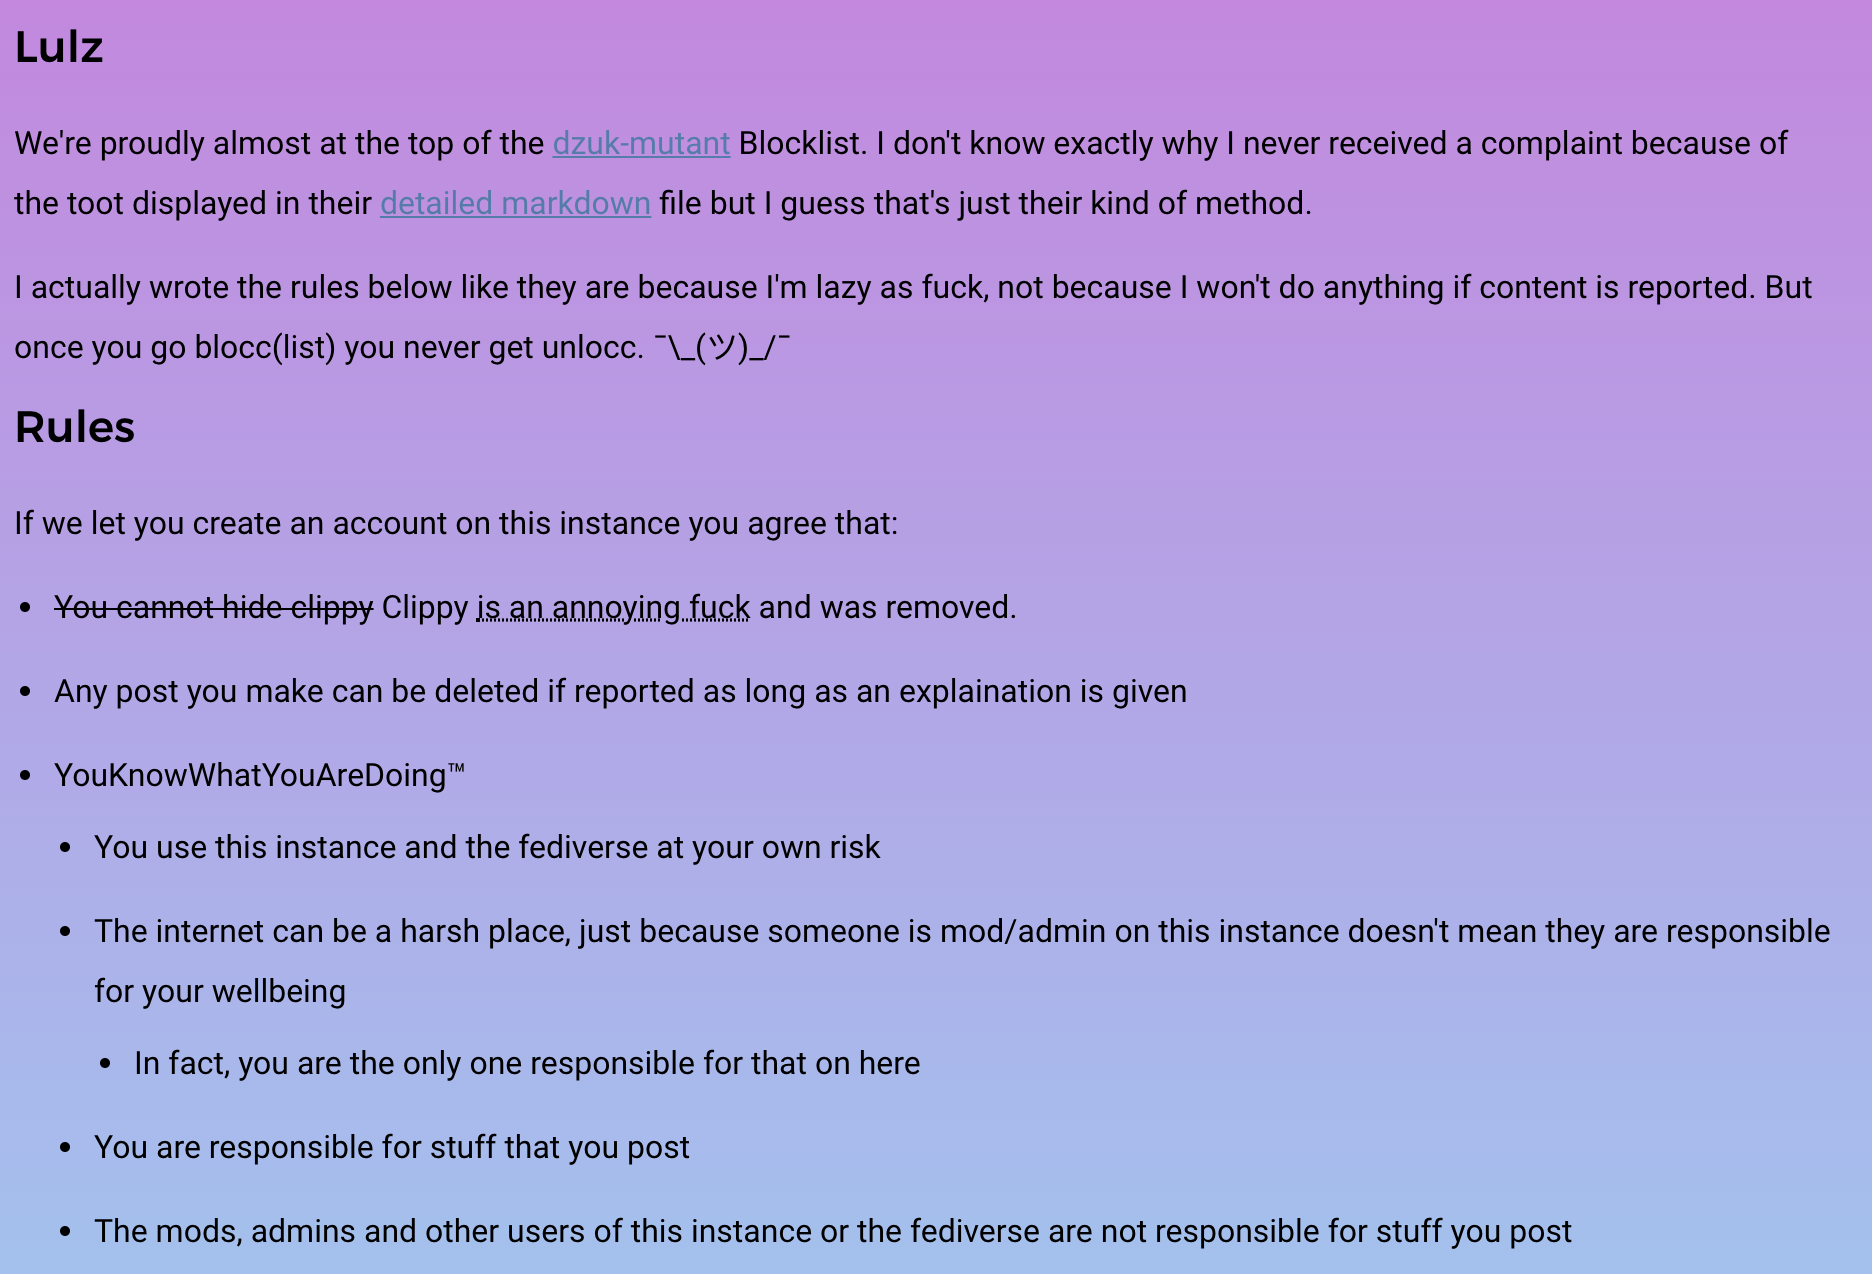 Lulz
We're proudly almost at the top of the dzuk-mutant Blocklist. I don't know exactly why I never received a complaint because of
the toot displayed in their detailed markdown file but I guess that's just their kind of method.
I actually wrote the rules below like they are because I'm lazy as fuck, not because I won't do anything if content is reported. But
once you go blocc(list) you never get unlocc. ¯\_(ツ)_/¯
Rules
If we let you create an account on this instance you agree that:
• You cannot hide clippy Clippy is an annoying fuck and was removed.
• Any post you make can be deleted if reported as long as an explaination is given
• YouKnowWhatYouAreDoing™
• You use this instance and the fediverse at your own risk
• The internet can be a harsh place, just because someone is mod/admin on this instance doesn't mean they are responsible
for your wellbeing
• In fact, you are the only one responsible for that on here
• You are responsible for stuff that you post
• The mods, admins and other users of this instance or the fediverse are not responsible for stuff you post